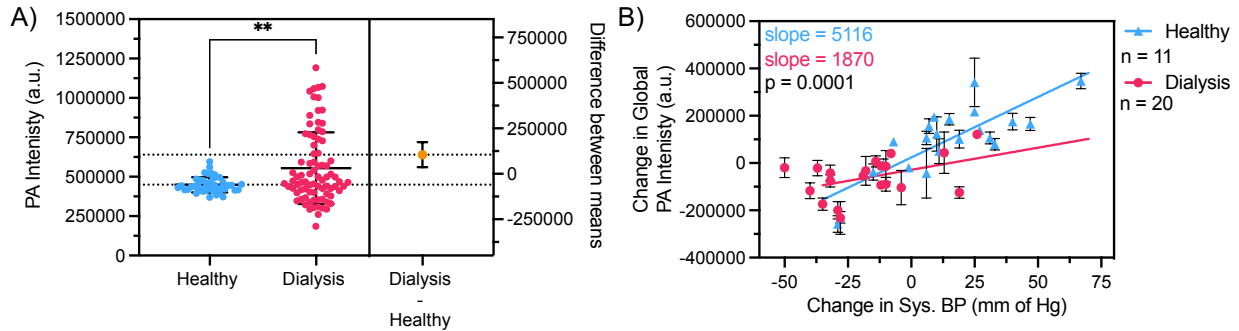 A)
PA Intenisty (a.u.)
1500000
1250000
1000000
750000
500000
250000
0
**
Healthy
Dialysis
Dialysis
-
Healthy
750000
500000
250000
0
-250000
Difference between means
B)
Change in Global
PA Intenisty (a.u.)
600000
400000
200000
0
-200000
-400000
slope = 5116
slope = 1870
p = 0.0001
-50
-25
0
25
50
75
Change in Sys. BP (mm of Hg)
Healthy
n = 11
Dialysis
n = 20